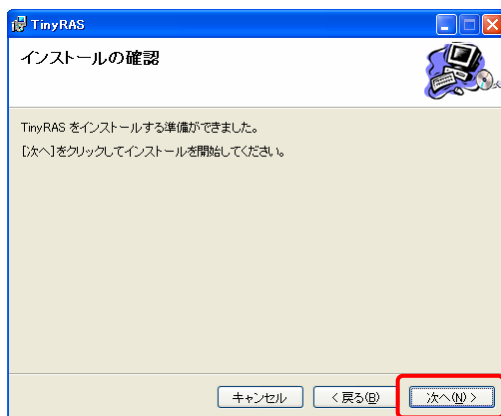 TinyRAS
インストールの確認
TinyRAS をインストールする準備ができました。
[次へ]をクリックしてインストールを開始してください。
キャンセル
< 戻る(B)
次へ(N) >